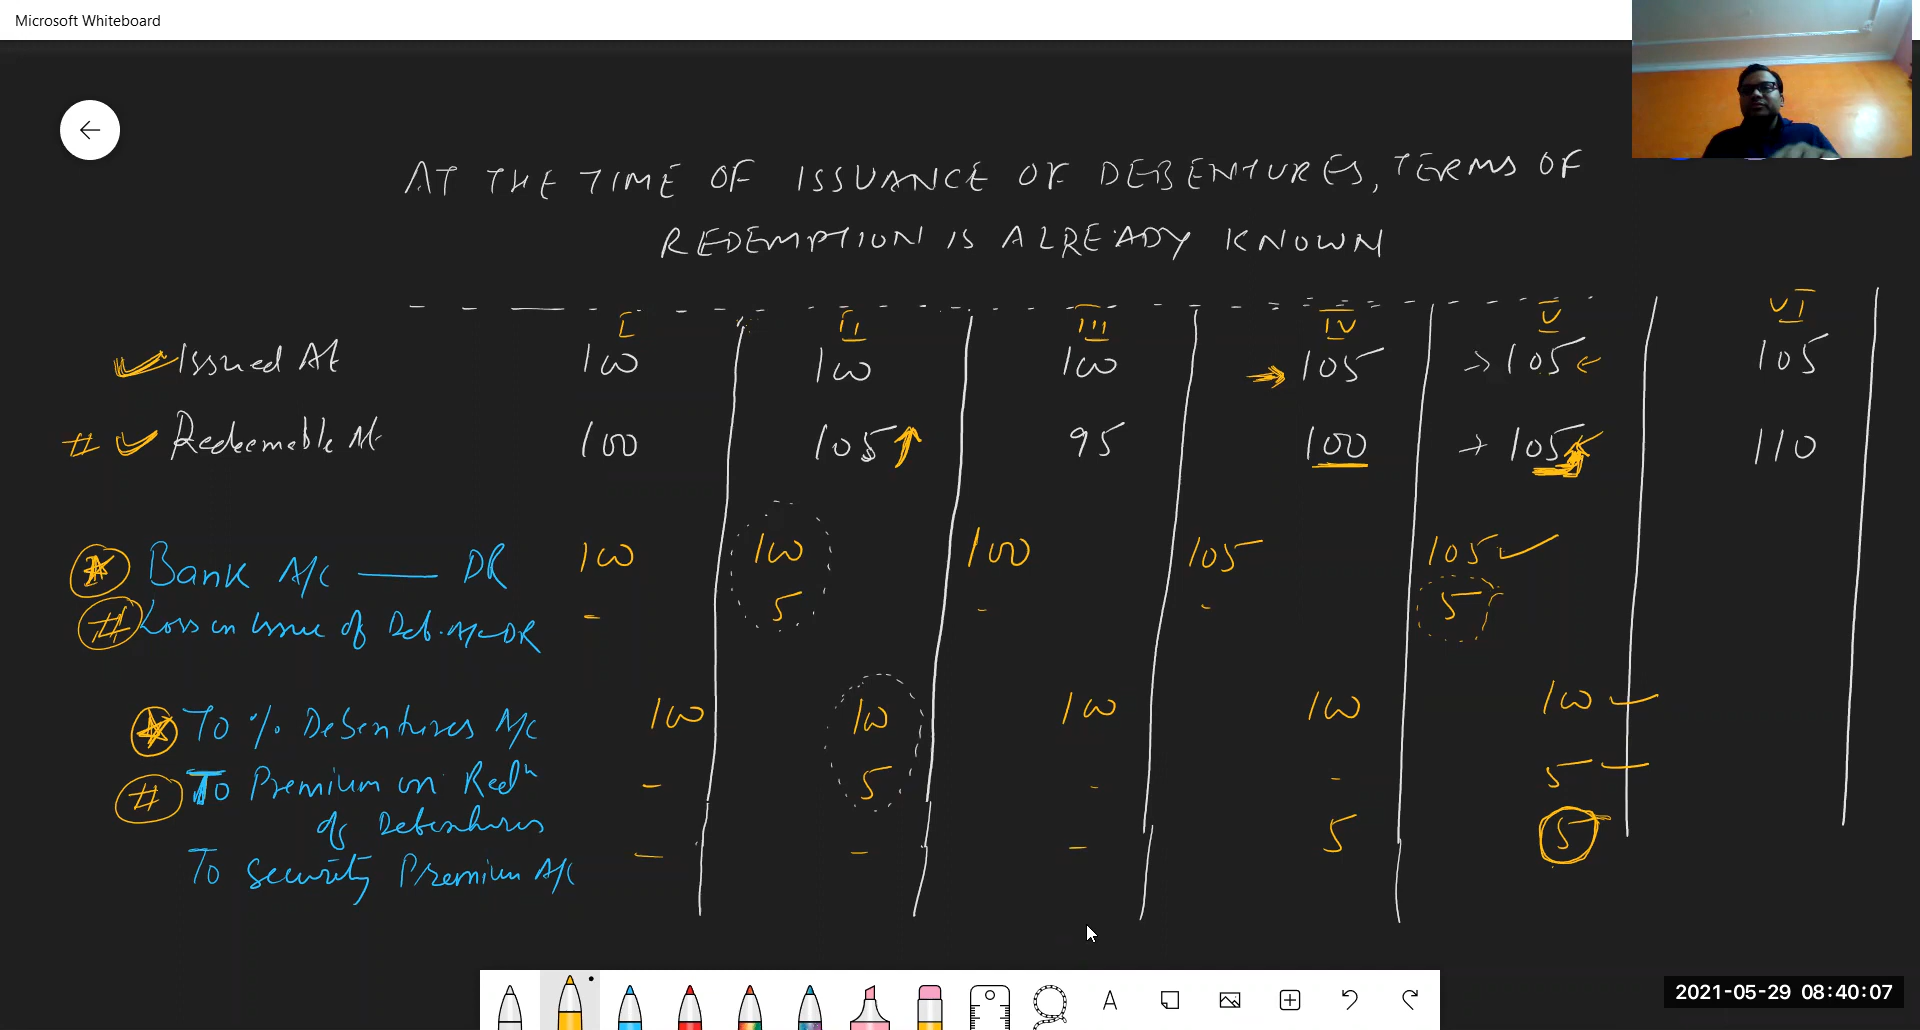 Microsoft Whiteboard
AT THE TIME OF ISSUANCE OF DEBENTURES, TERMS OF
REDEMPTION IS ALREADY KNOWN
I II III IV V VI
Issued At 100 100 100 → 105 → 105 ← 105
# ✓ Redeemable At 100 105 ↑ 95 100 → 105 110
Bank A/c —— DR 100 100 100 105 105 ✓
# Loss on Issue of Deb. A/c DR - 5 - - 5
To % Debentures A/c 100 100 100 100 100
# To Premium on Redn - 5 - - 5
of Debentures
To Security Premium A/c - - - 5 5
A
2021-05-29 08:40:07